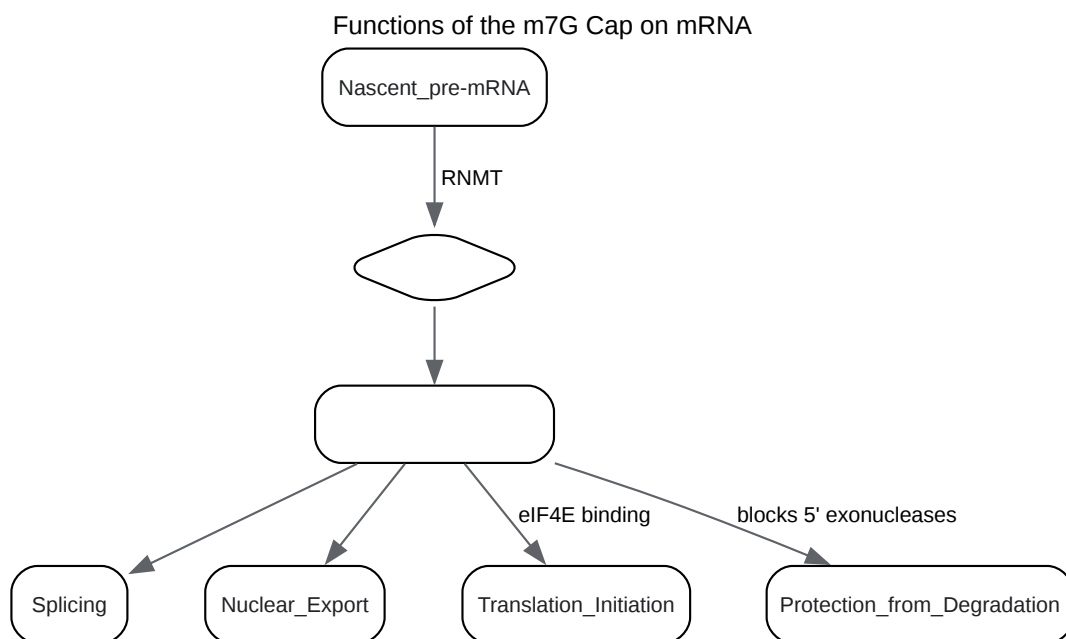 Functions of the m7G Cap on mRNA
Nascent_pre-mRNA
RNMT
eIF4E binding
blocks 5' exonucleases
Splicing
Nuclear_Export
Translation_Initiation
Protection_from_Degradation